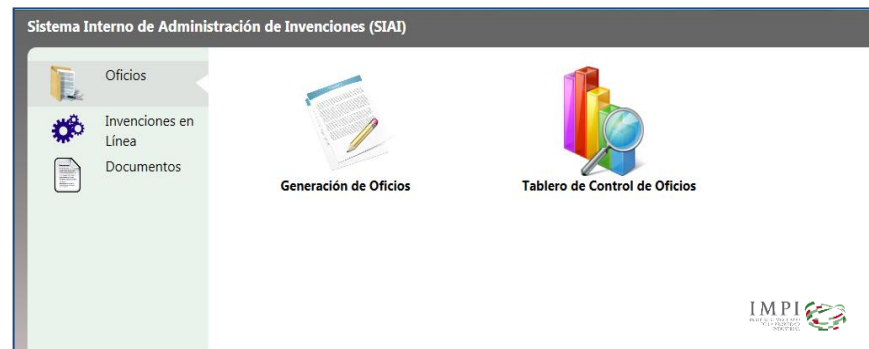 Sistema Interno de Administración de Invenciones (SIAI)
Oficios
Invenciones en
Línea
Documentos
Generación de Oficios
Tablero de Control de Oficios
IMPI